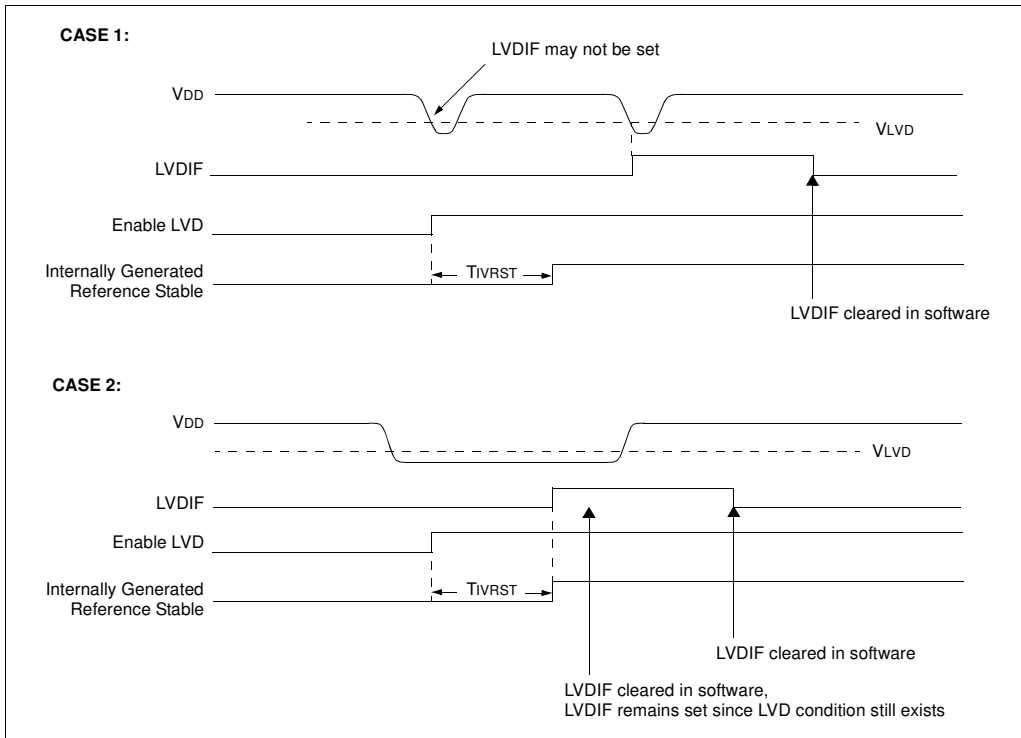 CASE 1:
LVDIF may not be set
VDD
VLVD
LVDIF
Enable LVD
TIVRST
Internally Generated
Reference Stable
LVDIF cleared in software
CASE 2:
VDD
VLVD
LVDIF
Enable LVD
TIVRST
Internally Generated
Reference Stable
LVDIF cleared in software
LVDIF cleared in software,
LVDIF remains set since LVD condition still exists